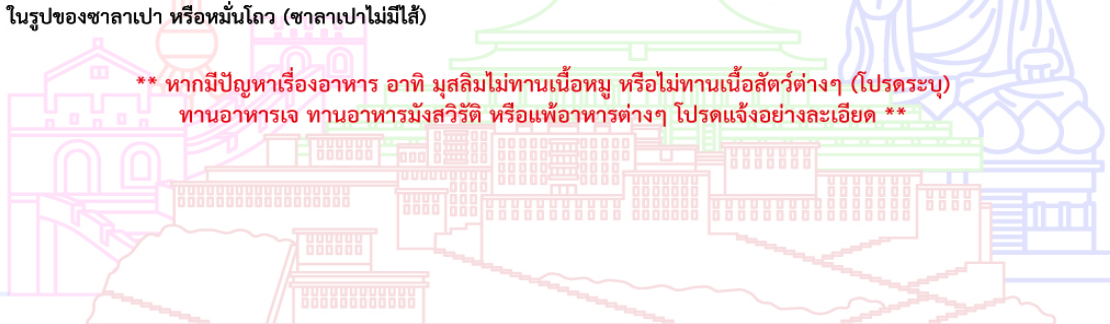 ในรูปของซาลาเปา หรือหมั่นโถว (ซาลาเปาไม่มีไส้)
** หากมีปัญหาเรื่องอาหาร อาทิ มุสลิมไม่ทานเนื้อหมู หรือไม่ทานเนื้อสัตว์ต่างๆ (โปรดระบุ)
ทานอาหารเจ ทานอาหารมังสวิรัติ หรือแพ้อาหารต่างๆ โปรดแจ้งอย่างละเอียด **